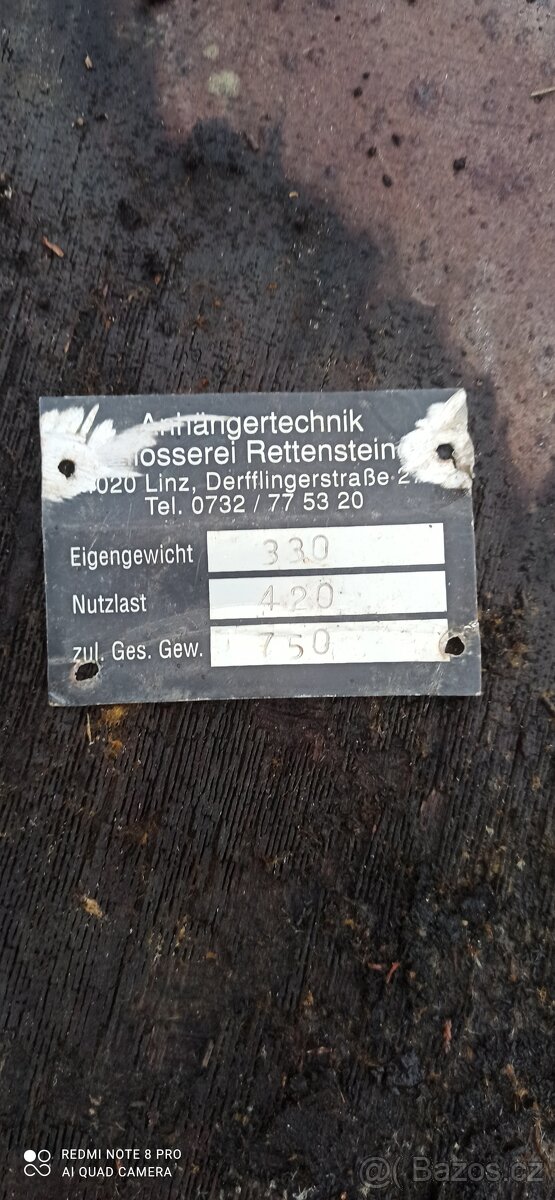 Anhängertechnik
losserei Rettenstein
4020 Linz, Derfflingerstraße 2
Tel. 0732 / 77 53 20
Eigengewicht 330
Nutzlast 420
zul. Ges. Gew. 750
REDMI NOTE 8 PRO
AI QUAD CAMERA
@ Bazos.cz